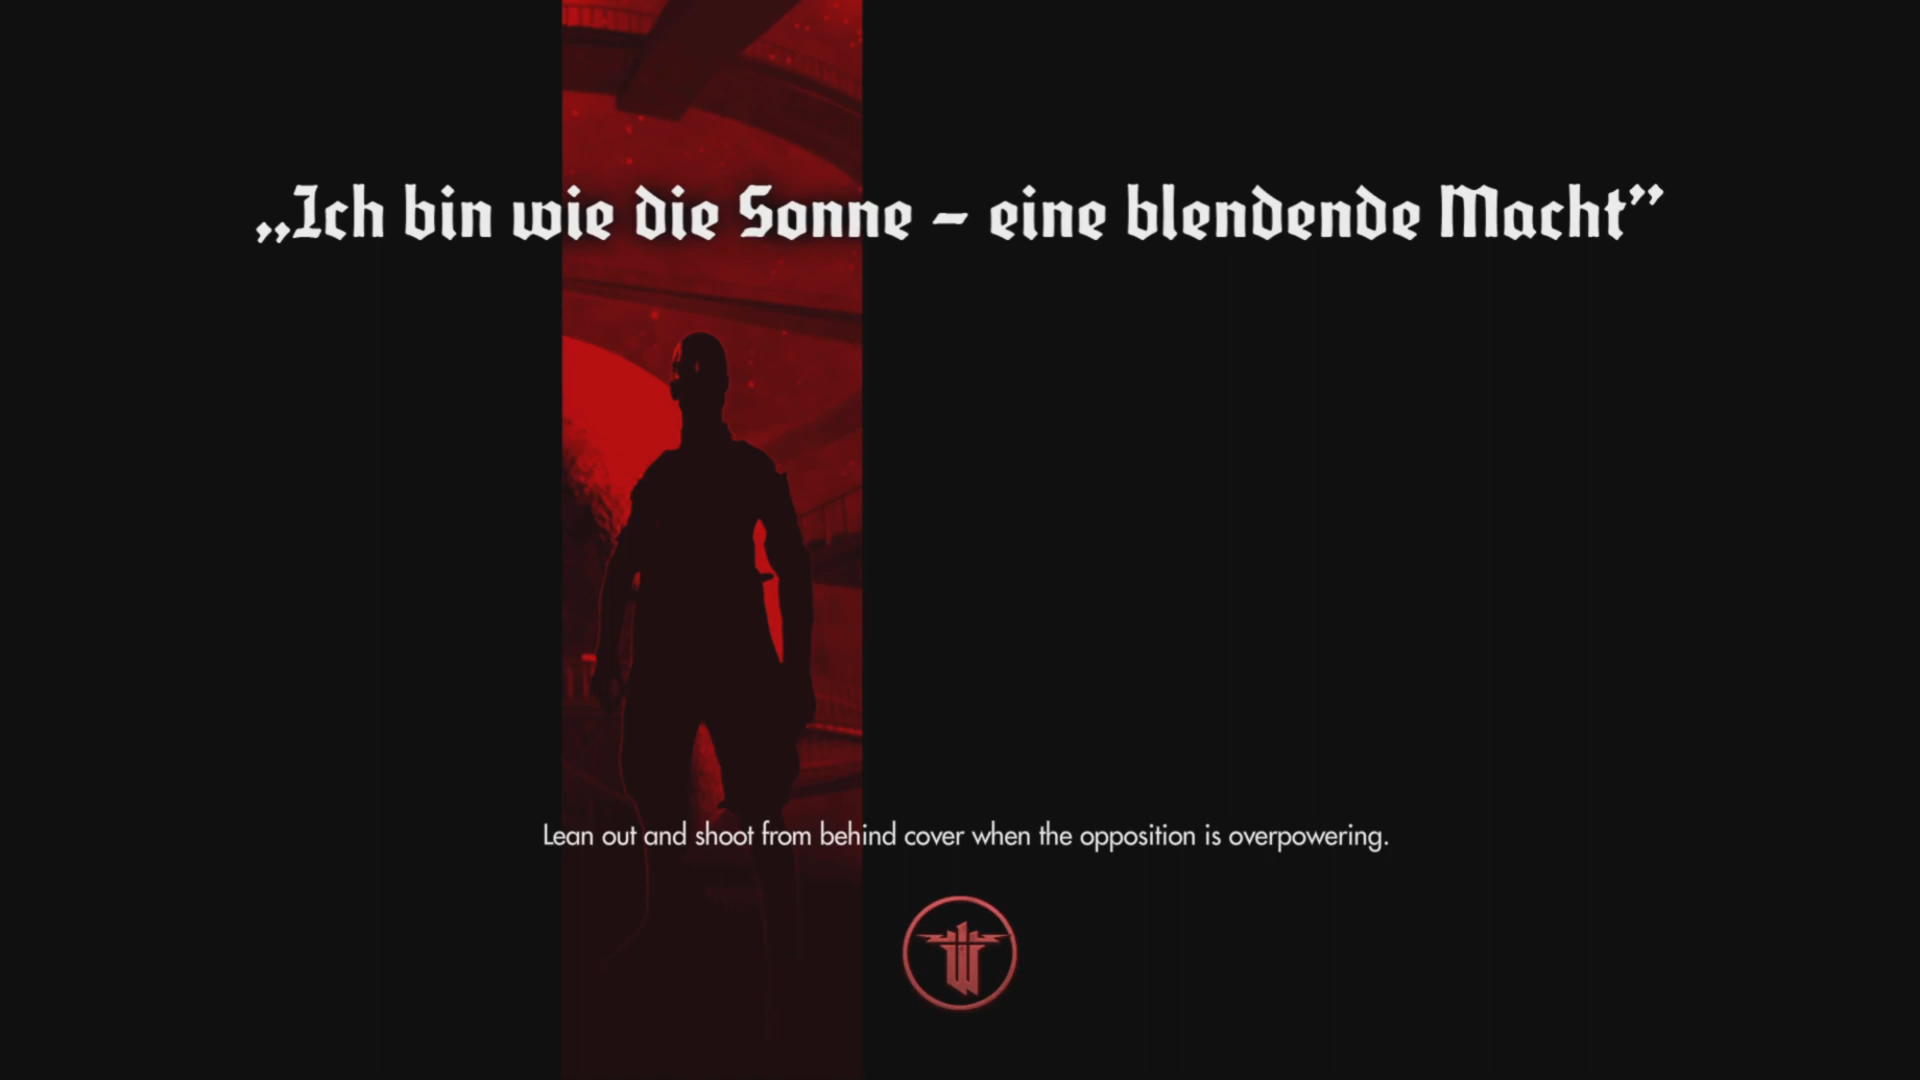 „Ich bin wie die Sonne – eine blendende Macht”
Lean out and shoot from behind cover when the opposition is overpowering.